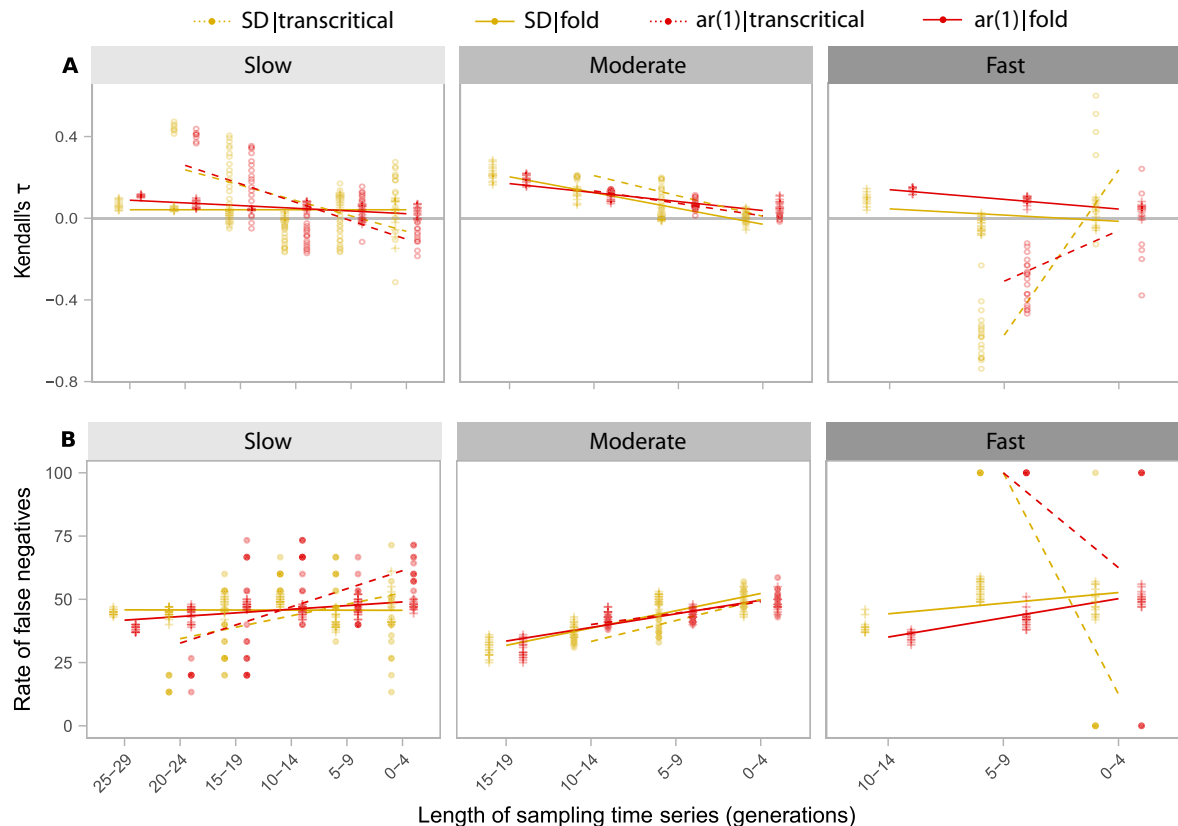 SD|transcritical SD|fold ar(1)|transcritical ar(1)|fold
A
Slow Moderate Fast
Kendall's τ
0.4
0.0
−0.4
−0.8
B
Slow Moderate Fast
Rate of false negatives
100
75
50
25
0
25−29 20−24 15−19 10−14 5−9 0−4 15−19 10−14 5−9 0−4 10−14 5−9 0−4
Length of sampling time series (generations)